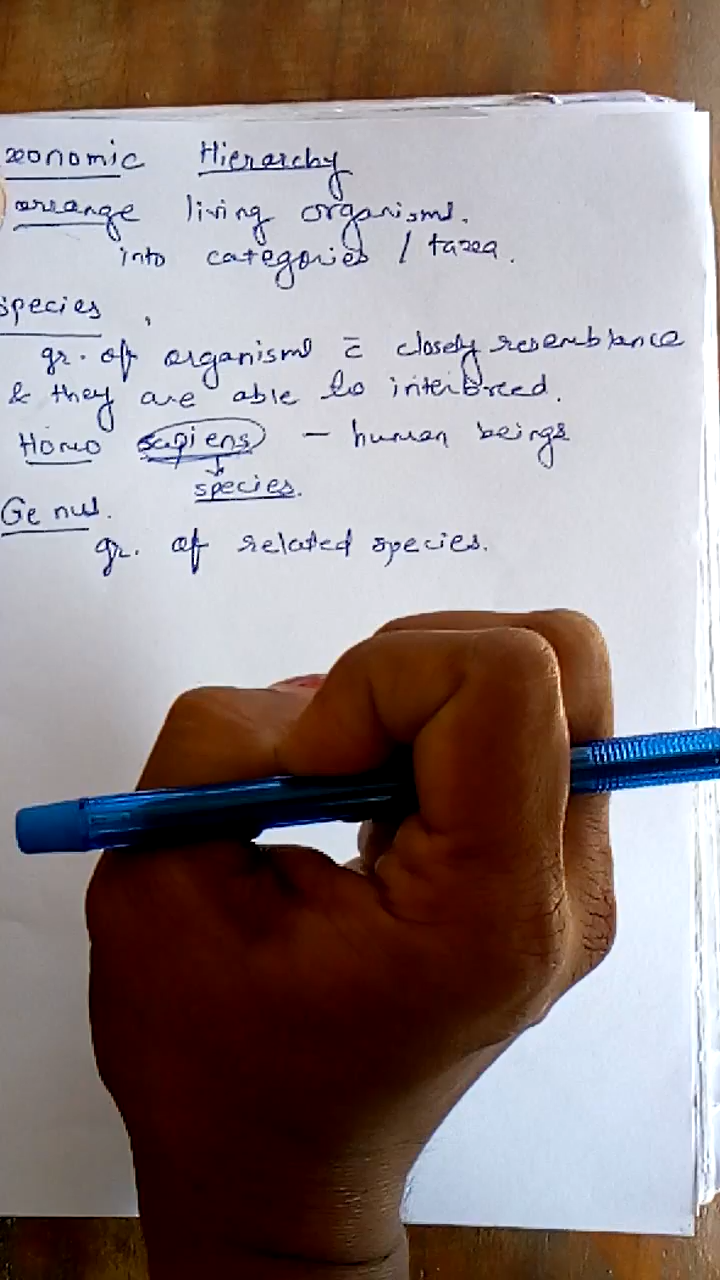 xonomic Hierarchy
arrange living organisms.
into categories / taxa.
species
gr. of organisms c̄ closely resemblance
& they are able to interbreed.
Homo sapiens - human beings
species.
Genus.
gr. of related species.